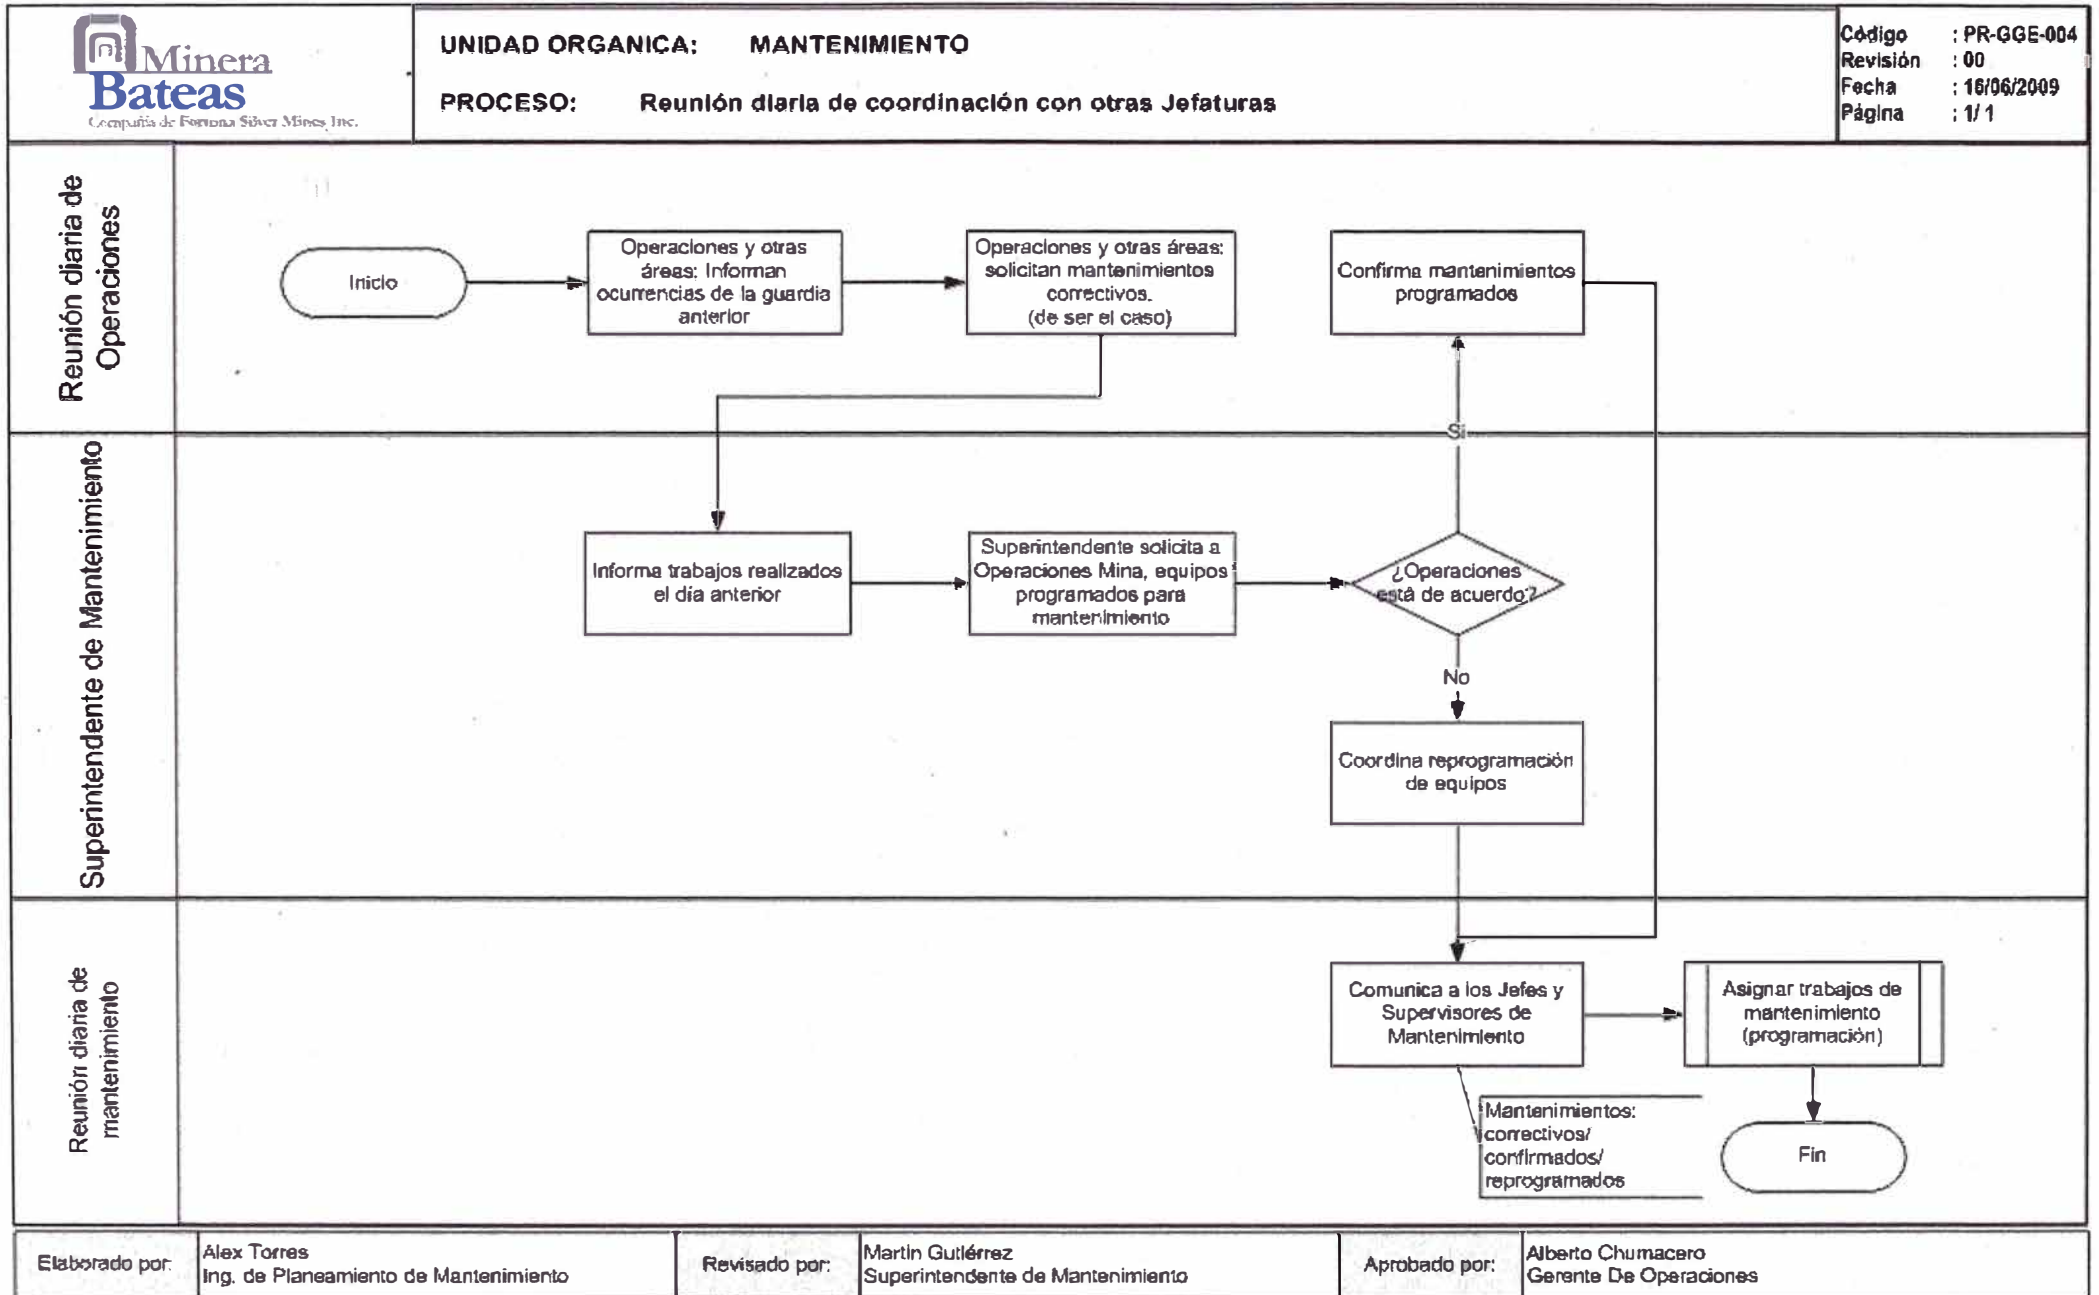 Minera
Bateas
Compañía de Fortuna Silver Mines Inc.
UNIDAD ORGANICA: MANTENIMIENTO
PROCESO: Reunión diaria de coordinación con otras Jefaturas
Código : PR-GGE-004
Revisión : 00
Fecha : 16/06/2009
Página : 1/ 1
Reunión diaria de
Operaciones
Inicio
Operaciones y otras
áreas: Informan
ocurrencias de la guardia
anterior
Operaciones y otras áreas:
solicitan mantenimientos
correctivos.
(de ser el caso)
Confirma mantenimientos
programados
Si
Superintendente de Mantenimiento
Informa trabajos realizados
el día anterior
Superintendente solicita a
Operaciones Mina, equipos
programados para
mantenimiento
¿Operaciones
está de acuerdo?
No
Coordina reprogramación
de equipos
Reunión diaria de
mantenimiento
Comunica a los Jefes y
Supervisores de
Mantenimiento
Asignar trabajos de
mantenimiento
(programación)
Mantenimientos:
correctivos/
confirmados/
reprogramados
Fin
Elaborado por:
Alex Torres
Ing. de Planeamiento de Mantenimiento
Revisado por:
Martin Gutiérrez
Superintendente de Mantenimiento
Aprobado por:
Alberto Chumacero
Gerente De Operaciones